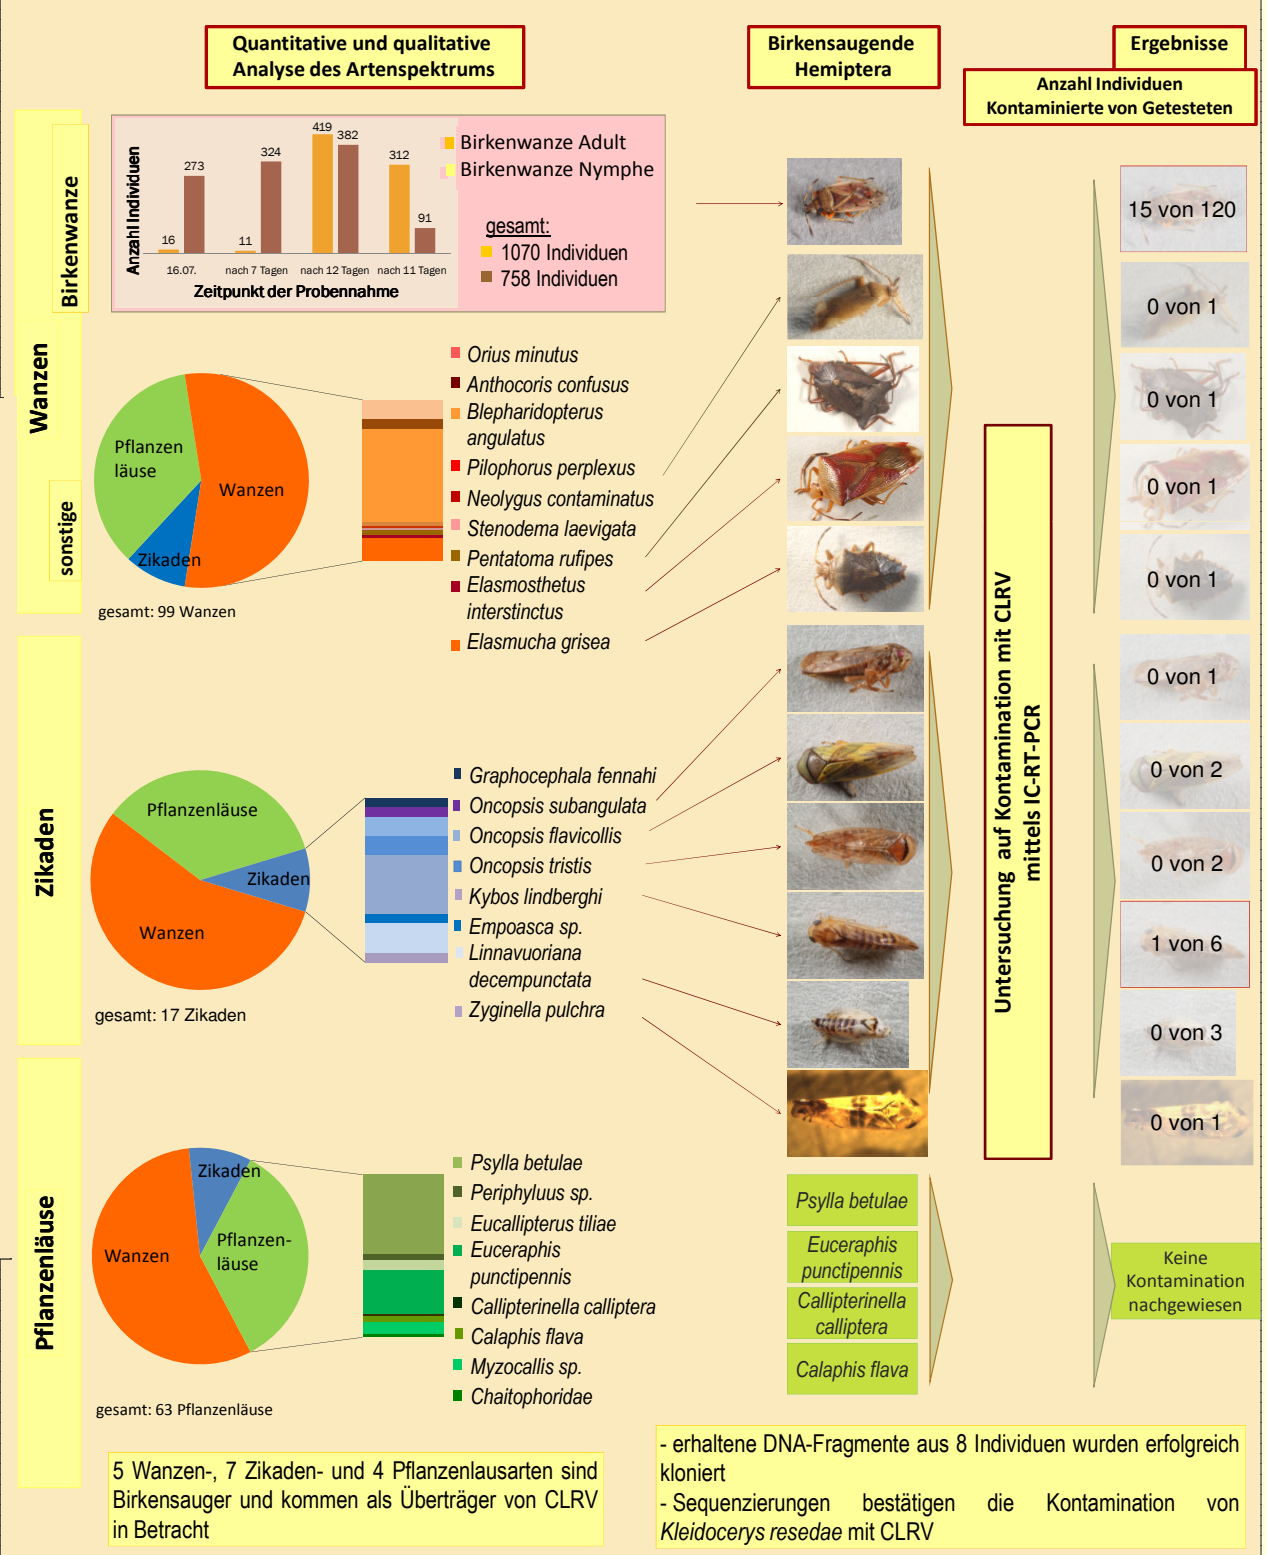 Quantitative und qualitative
Analyse des Artenspektrums
Birkensaugende
Hemiptera
Ergebnisse
Anzahl Individuen
Kontaminierte von Getesteten
Wanzen
Birkenwanze
Anzahl Individuen
16
273
11
324
419
382
312
91
16.07.
nach 7 Tagen
nach 12 Tagen
nach 11 Tagen
Zeitpunkt der Probennahme
Birkenwanze Adult
Birkenwanze Nymphe
gesamt:
1070 Individuen
758 Individuen
sonstige
Pflanzen
läuse
Wanzen
Zikaden
gesamt: 99 Wanzen
Orius minutus
Anthocoris confusus
Blepharidopterus
angulatus
Pilophorus perplexus
Neolygus contaminatus
Stenodema laevigata
Pentatoma rufipes
Elasmosthetus
interstinctus
Elasmucha grisea
Zikaden
Pflanzenläuse
Zikaden
Wanzen
gesamt: 17 Zikaden
Graphocephala fennahi
Oncopsis subangulata
Oncopsis flavicollis
Oncopsis tristis
Kybos lindberghi
Empoasca sp.
Linnavuoriana
decempunctata
Zyginella pulchra
Pflanzenläuse
Zikaden
Wanzen
Pflanzen-
läuse
gesamt: 63 Pflanzenläuse
Psylla betulae
Periphyluus sp.
Eucallipterus tiliae
Euceraphis
punctipennis
Callipterinella calliptera
Calaphis flava
Myzocallis sp.
Chaitophoridae
Psylla betulae
Euceraphis
punctipennis
Callipterinella
calliptera
Calaphis flava
Untersuchung auf Kontamination mit CLRV
mittels IC-RT-PCR
15 von 120
0 von 1
0 von 1
0 von 1
0 von 1
0 von 1
0 von 2
0 von 2
1 von 6
0 von 3
0 von 1
Keine
Kontamination
nachgewiesen
5 Wanzen-, 7 Zikaden- und 4 Pflanzenlausarten sind
Birkensauger und kommen als Überträger von CLRV
in Betracht
- erhaltene DNA-Fragmente aus 8 Individuen wurden erfolgreich
kloniert
- Sequenzierungen bestätigen die Kontamination von
Kleidocerys resedae mit CLRV